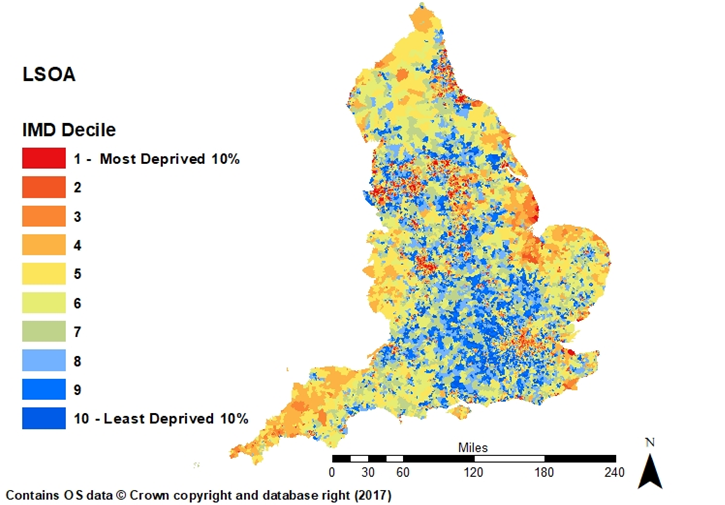 LSOA
IMD Decile
1 - Most Deprived 10%
2
3
4
5
6
7
8
9
10 - Least Deprived 10%
Miles
0 30 60 120 180 240
N
Contains OS data © Crown copyright and database right (2017)